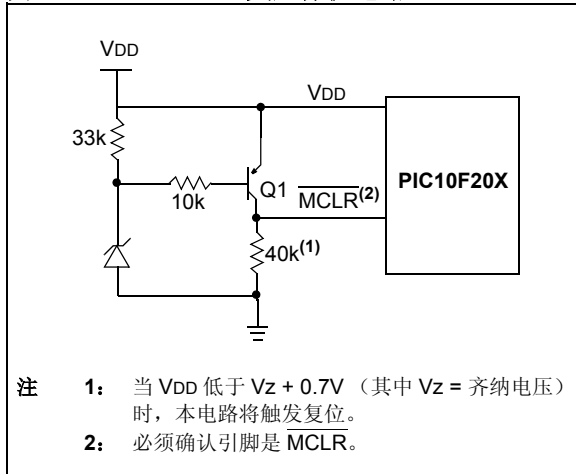 VDD
VDD
33k
10k
Q1
MCLR(2)
PIC10F20X
40k(1)
注 1： 当 VDD 低于 Vz + 0.7V （其中 Vz = 齐纳电压）
时，本电路将触发复位。
2： 必须确认引脚是 MCLR。